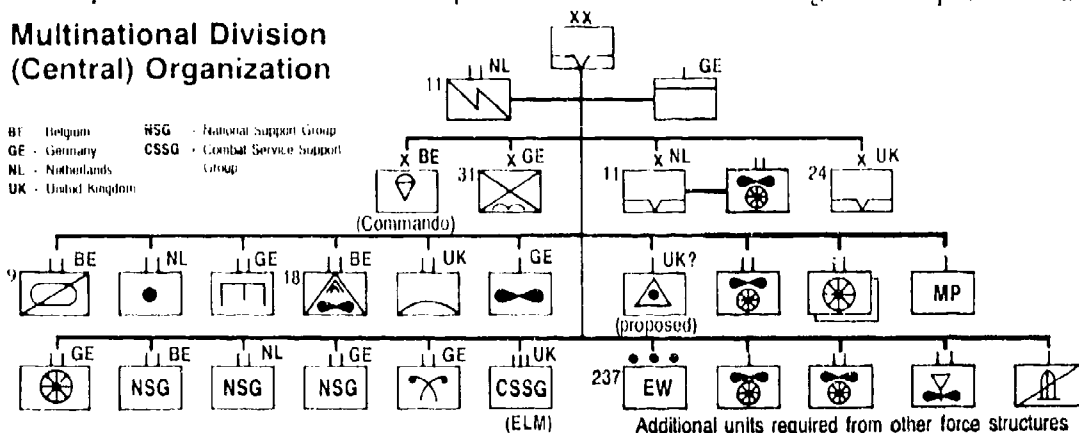 XX
Multinational Division
(Central) Organization
11 NL GE
BE - Belgium NSG - National Support Group
GE - Germany CSSG - Combat Service Support
NL - Netherlands Group
UK - United Kingdom
X BE 31 X GE 11 X NL 24 X UK
(Commando)
9 BE NL GE 18 BE UK GE UK?
MP
(proposed)
GE BE NL GE GE UK 237
NSG NSG NSG CSSG EW
(ELM) Additional units required from other force structures